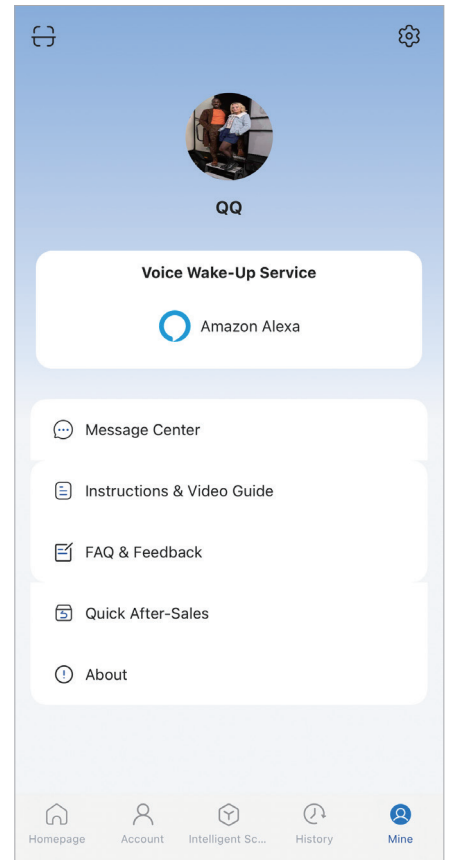 QQ
Voice Wake-Up Service
Amazon Alexa
Message Center
Instructions & Video Guide
FAQ & Feedback
Quick After-Sales
About
Homepage
Account
Intelligent Sc...
History
Mine